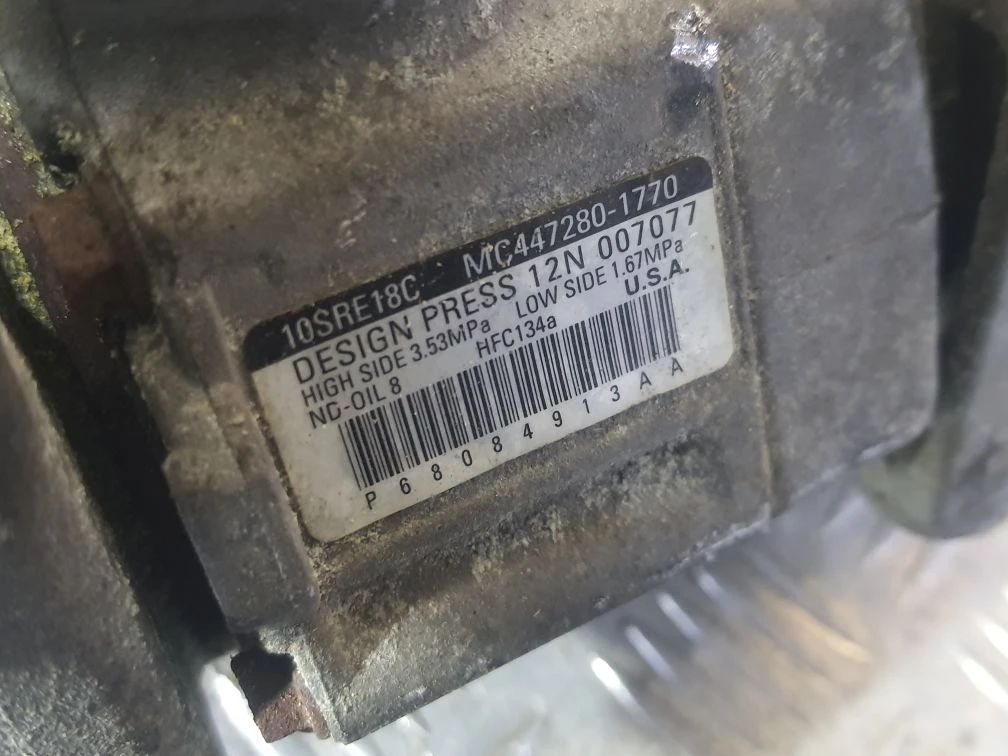 10SRE18C MC447280-1770
DESIGN PRESS 12N 007077
HIGH SIDE 3.53MPa LOW SIDE 1.67MPa
ND-OIL 8 HFC134a U.S.A.
P68084913AA